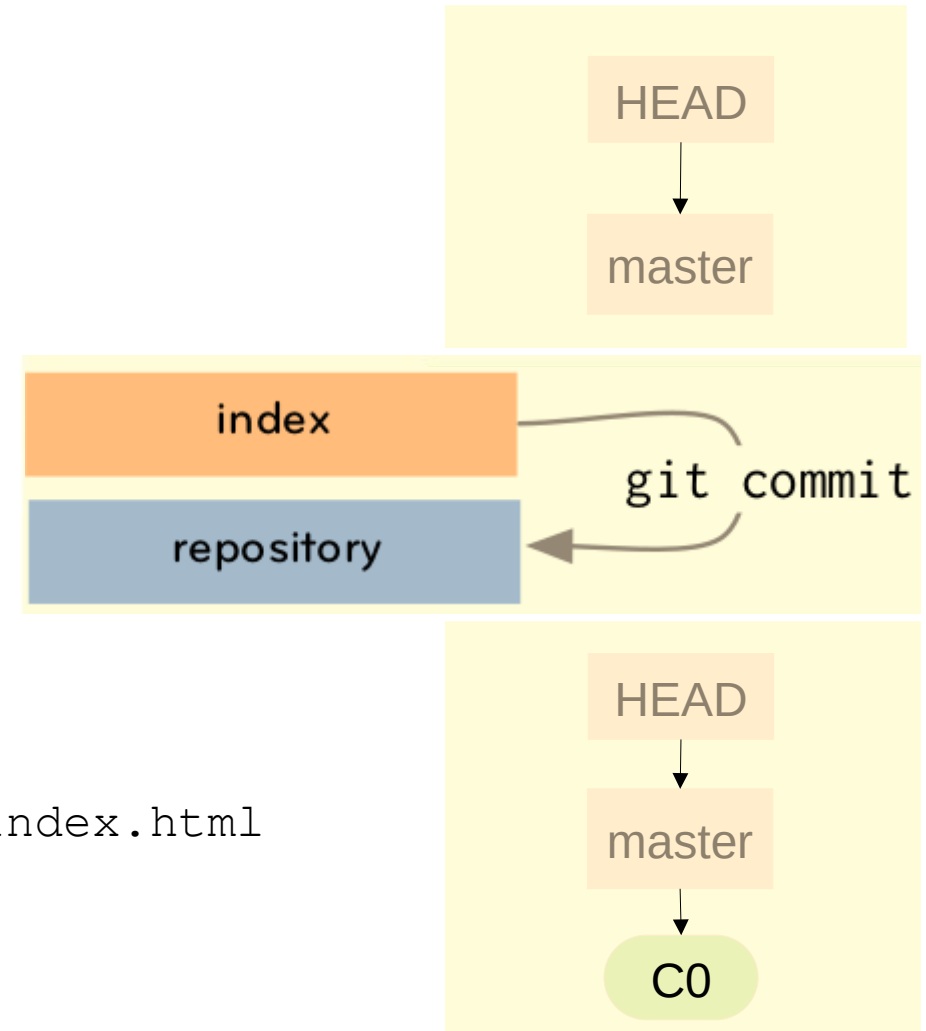 HEAD
master
index
git commit
repository
HEAD
ndex.html
master
C0